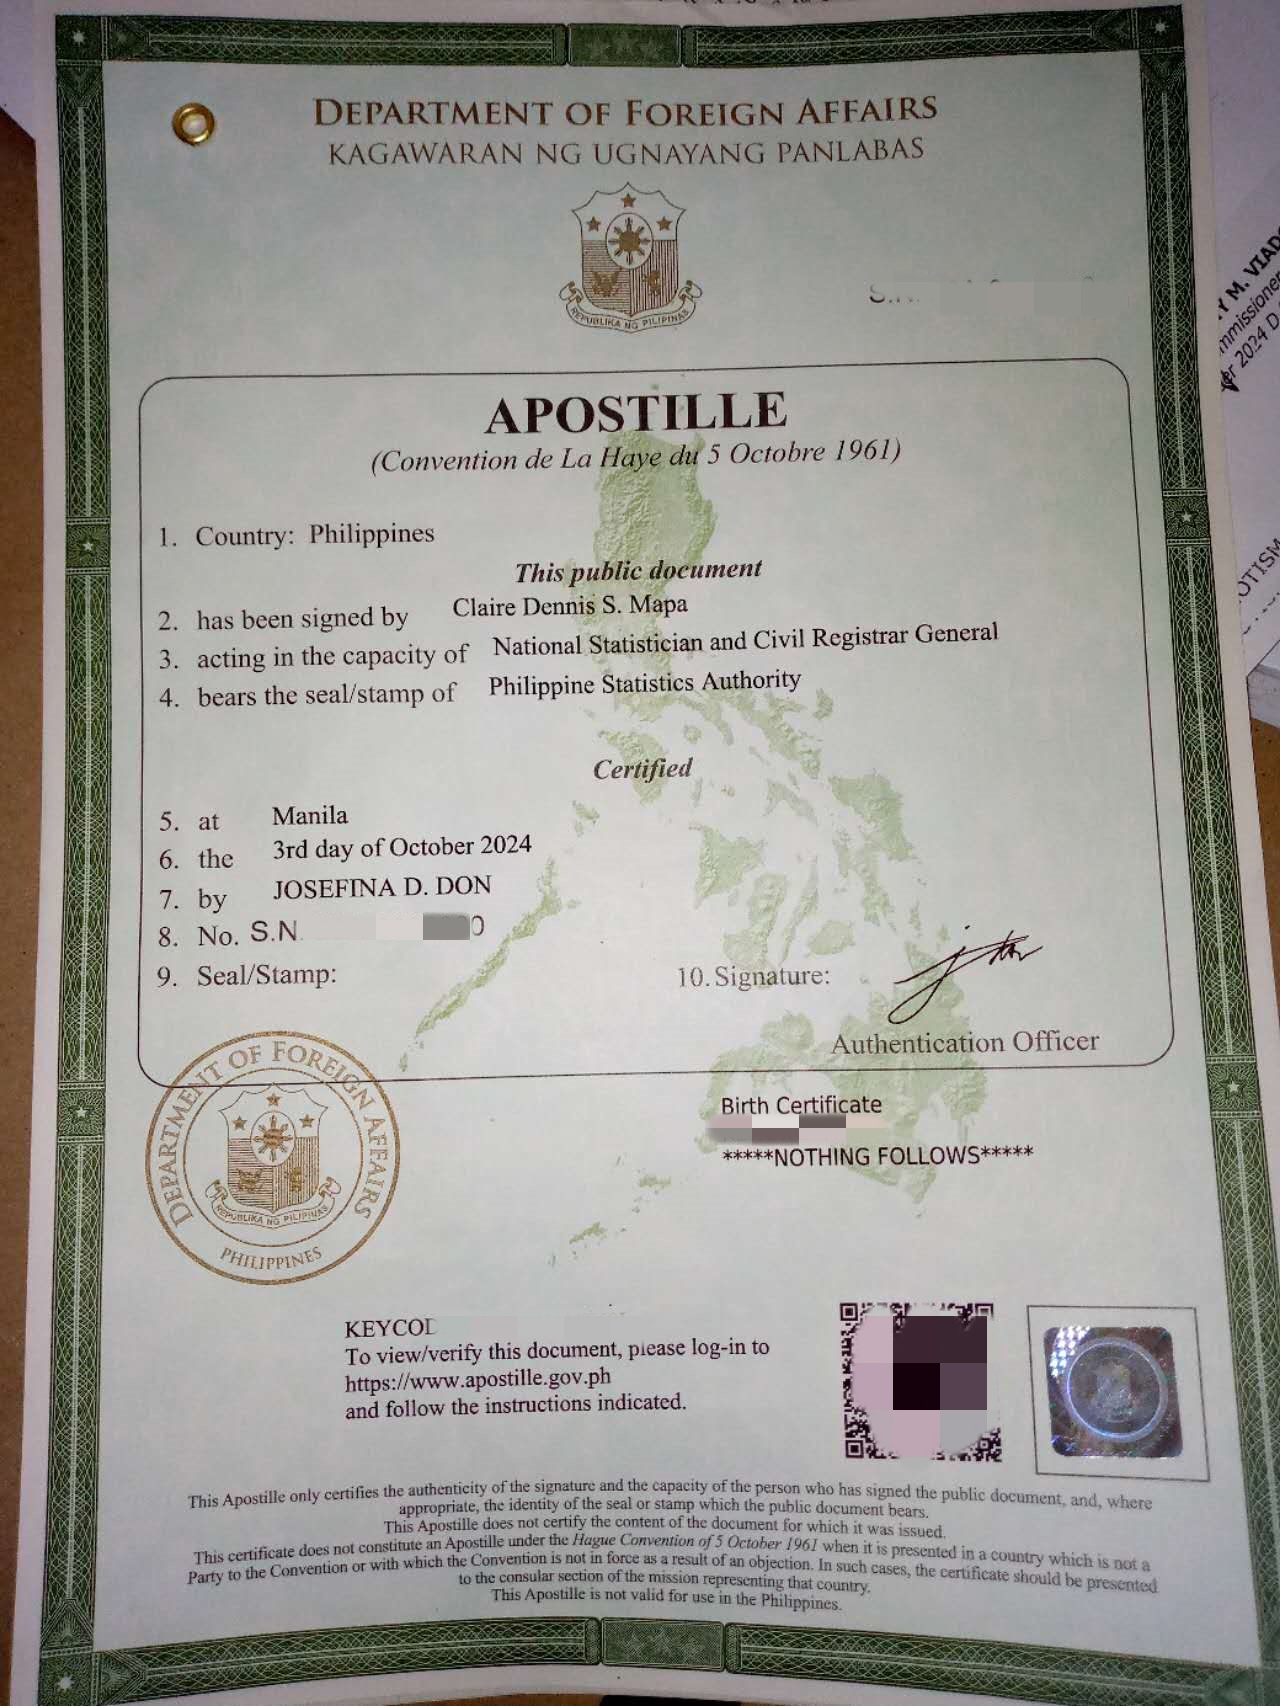 DEPARTMENT OF FOREIGN AFFAIRS
KAGAWARAN NG UGNAYANG PANLABAS
REPUBLIKA NG PILIPINAS
APOSTILLE
(Convention de La Haye du 5 Octobre 1961)
1. Country: Philippines
This public document
2. has been signed by Claire Dennis S. Mapa
3. acting in the capacity of National Statistician and Civil Registrar General
4. bears the seal/stamp of Philippine Statistics Authority
Certified
5. at Manila
6. the 3rd day of October 2024
7. by JOSEFINA D. DON
8. No. S.N. 0
9. Seal/Stamp:
10. Signature:
Authentication Officer
DEPARTMENT OF FOREIGN AFFAIRS
REPUBLIKA NG PILIPINAS
PHILIPPINES
Birth Certificate
*****NOTHING FOLLOWS*****
To view/verify this document, please log-in to
https://www.apostille.gov.ph
and follow the instructions indicated.
This Apostille only certifies the authenticity of the signature and the capacity of the person who has signed the public document, and, where
appropriate, the identity of the seal or stamp which the public document bears.
This Apostille does not certify the content of the document for which it was issued.
This certificate does not constitute an Apostille under the Hague Convention of 5 October 1961 when it is presented in a country which is not a
Party to the Convention or with which the Convention is not in force as a result of an objection. In such cases, the certificate should be presented
to the consular section of the mission representing that country.
This Apostille is not valid for use in the Philippines.
M. VIAD
2024